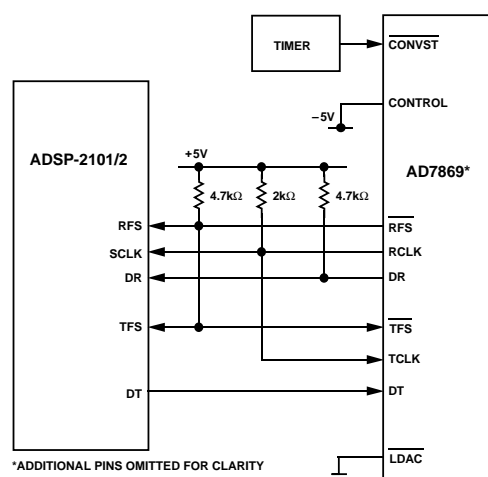 TIMER
CONVST
CONTROL
–5V
ADSP-2101/2
+5V
AD7869*
4.7kΩ 2kΩ 4.7kΩ
RFS RFS
SCLK RCLK
DR DR
TFS TFS
TCLK
DT DT
LDAC
*ADDITIONAL PINS OMITTED FOR CLARITY